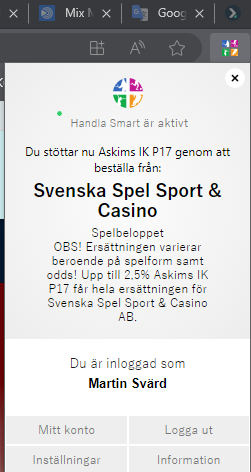 Mix M
Goog
Handla Smart är aktivt
Du stöttar nu Askims IK P17 genom att
beställa från:
Svenska Spel Sport &
Casino
Spelbeloppet
OBS! Ersättningen varierar
beroende på spelform samt
odds! Upp till 2,5% Askims IK
P17 får hela ersättningen för
Svenska Spel Sport & Casino
AB.
Du är inloggad som
Martin Svärd
Mitt konto
Logga ut
Inställningar
Information